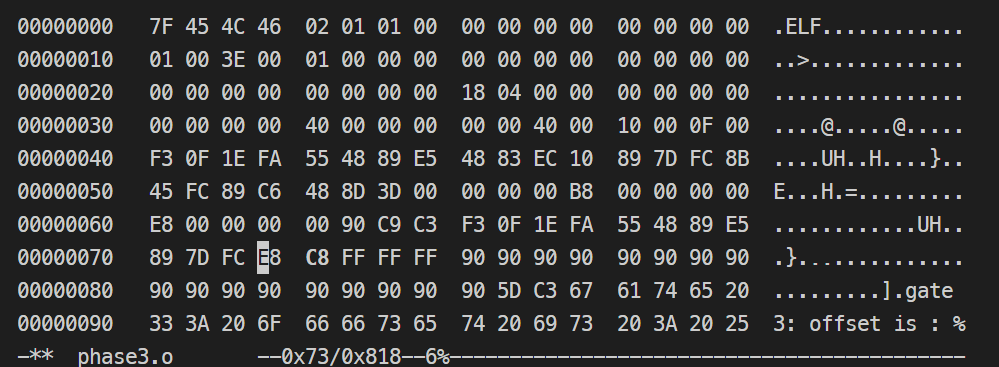 00000000   7F 45 4C 46  02 01 01 00  00 00 00 00  00 00 00 00  .ELF............
00000010   01 00 3E 00  01 00 00 00  00 00 00 00  00 00 00 00  ..>.............
00000020   00 00 00 00  00 00 00 00  18 04 00 00  00 00 00 00  ................
00000030   00 00 00 00  40 00 00 00  00 00 40 00  10 00 0F 00  ....@.....@.....
00000040   F3 0F 1E FA  55 48 89 E5  48 83 EC 10  89 7D FC 8B  ....UH..H....}..
00000050   45 FC 89 C6  48 8D 3D 00  00 00 00 B8  00 00 00 00  E...H.=.........
00000060   E8 00 00 00  00 90 C9 C3  F3 0F 1E FA  55 48 89 E5  ............UH..
00000070   89 7D FC E8  C8 FF FF FF  90 90 90 90  90 90 90 90  .}..............
00000080   90 90 90 90  90 90 90 90  90 5D C3 67  61 74 65 20  .........].gate
00000090   33 3A 20 6F  66 66 73 65  74 20 69 73  20 3A 20 25  3: offset is : %
-**  phase3.o       --0x73/0x818--6%--------------------------------------------